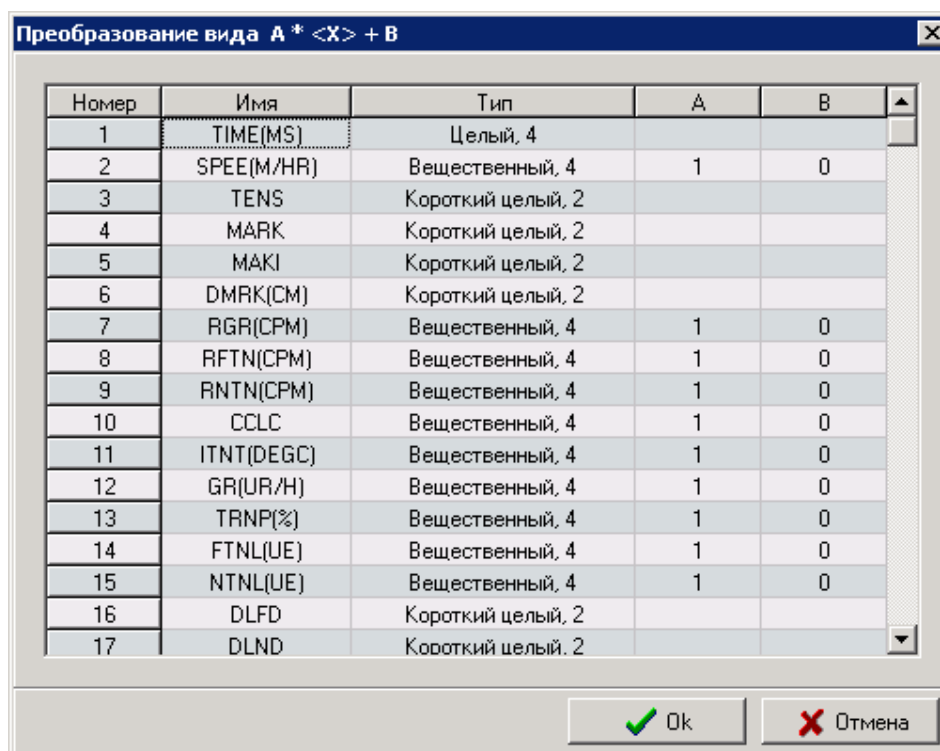 Преобразование вида A * <X> + B
Номер Имя Тип A B
1 TIME(MS) Целый, 4
2 SPEE(M/HR) Вещественный, 4 1 0
3 TENS Короткий целый, 2
4 MARK Короткий целый, 2
5 MAKI Короткий целый, 2
6 DMRK(CM) Короткий целый, 2
7 RGR(CPM) Вещественный, 4 1 0
8 RFTN(CPM) Вещественный, 4 1 0
9 RNTN(CPM) Вещественный, 4 1 0
10 CCLC Вещественный, 4 1 0
11 ITNT(DEGC) Вещественный, 4 1 0
12 GR(UR/H) Вещественный, 4 1 0
13 TRNP(%) Вещественный, 4 1 0
14 FTNL(UE) Вещественный, 4 1 0
15 NTNL(UE) Вещественный, 4 1 0
16 DLFD Короткий целый, 2
17 DLND Короткий целый, 2
Ok Отмена